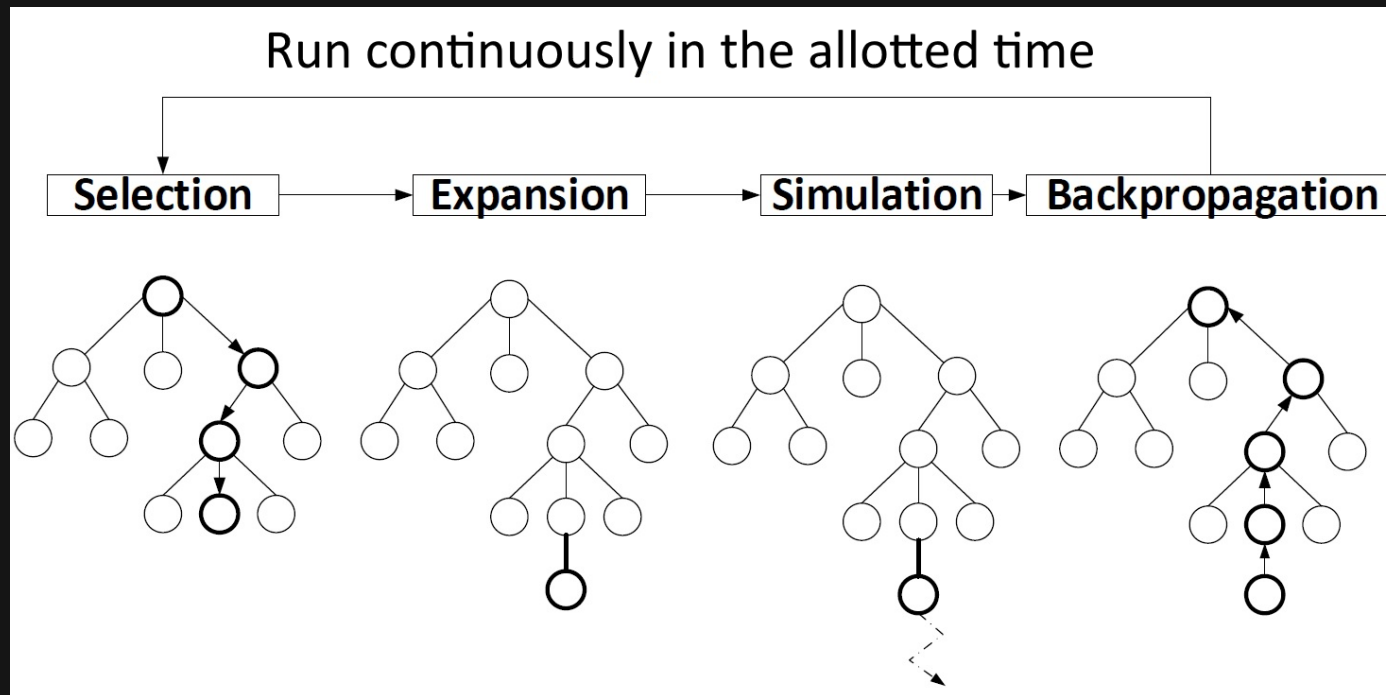 Run continuously in the allotted time
Selection
Expansion
Simulation
Backpropagation